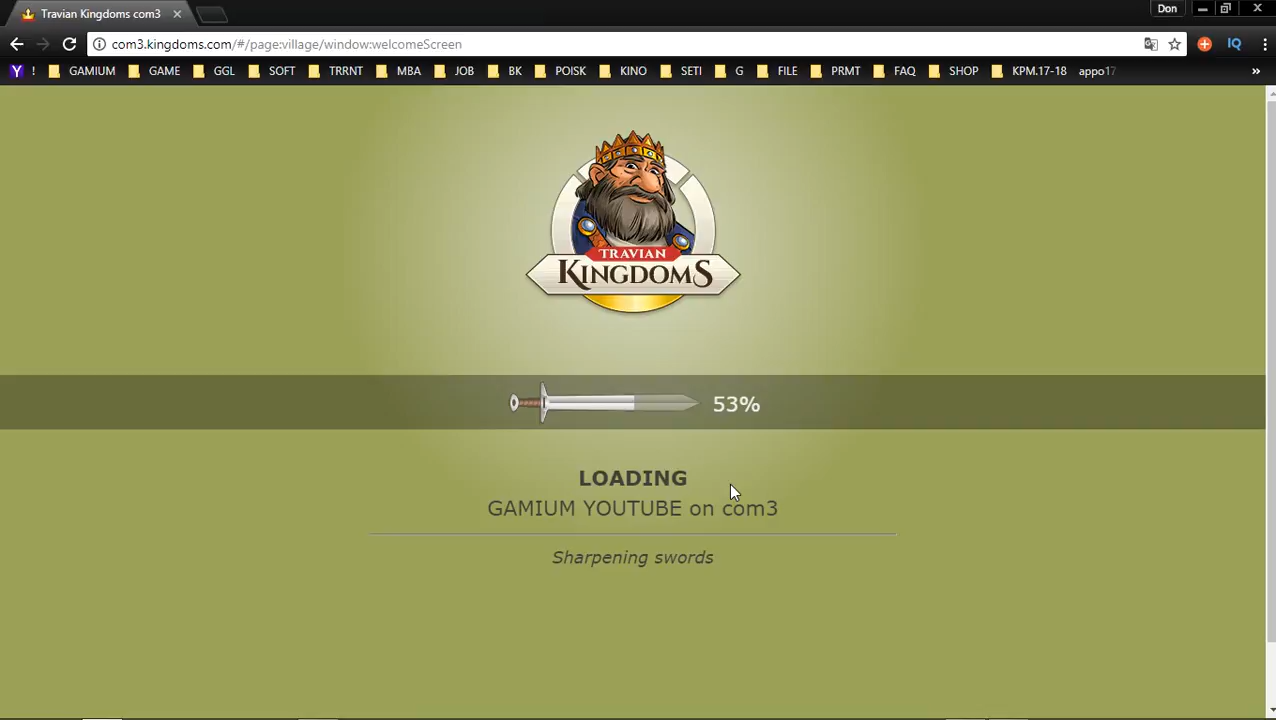 Travian Kingdoms com3
Don
com3.kingdoms.com/#/page:village/window:welcomeScreen
IQ
Y ! GAMIUM GAME GGL SOFT TRRNT MBA JOB BK POISK KINO SETI G FILE PRMT FAQ SHOP KPM.17-18 appo17 »
TRAVIAN
KINGDOMS
53%
LOADING
GAMIUM YOUTUBE on com3
Sharpening swords